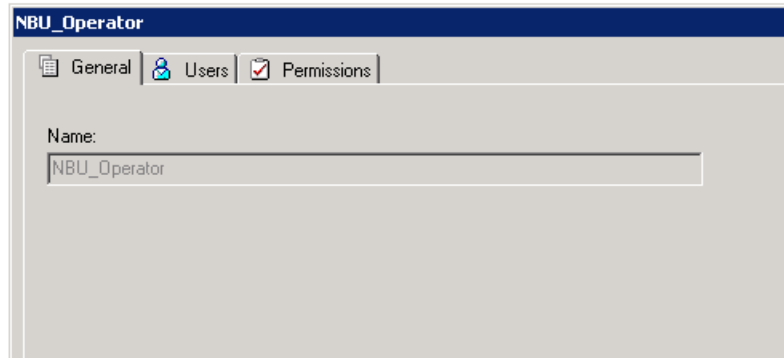 NBU_Operator
General Users Permissions
Name:
NBU_Operator